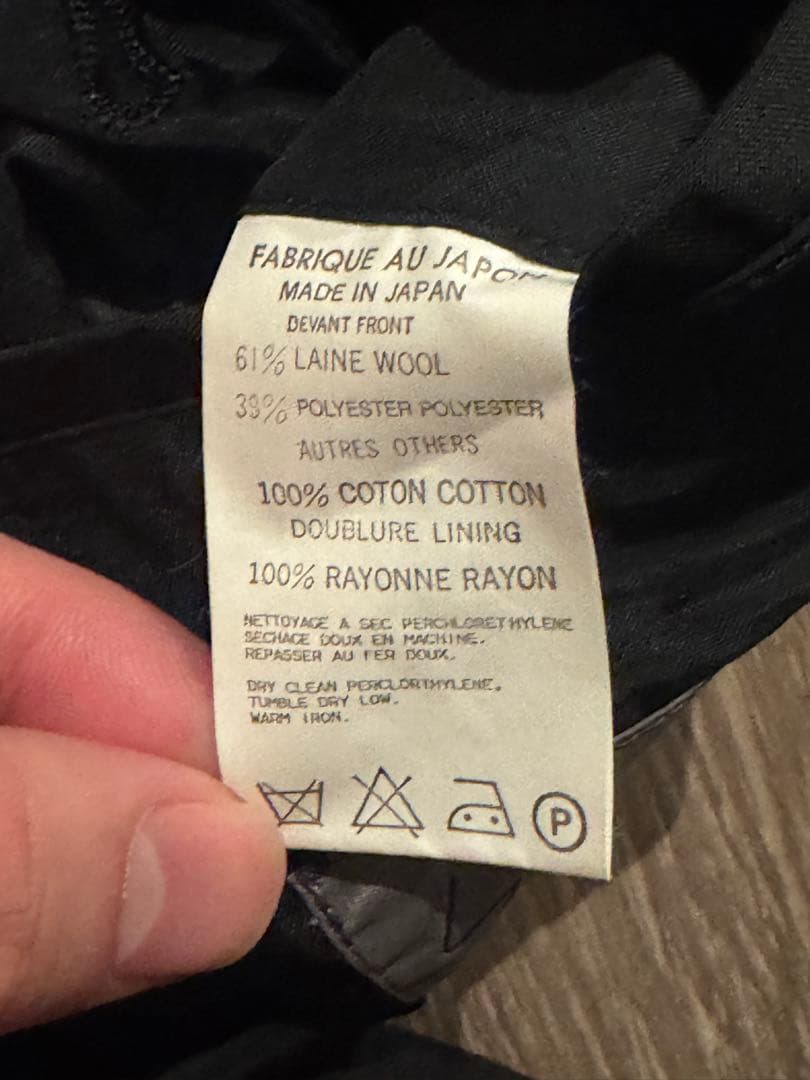 FABRIQUE AU JAPON
MADE IN JAPAN
DEVANT FRONT
61% LAINE WOOL
39% POLYESTER POLYESTER
AUTRES OTHERS
100% COTON COTTON
DOUBLURE LINING
100% RAYONNE RAYON
NETTOYAGE A SEC PERCHLORETHYLENE
SECHACE DOUX EN MACHINE.
REPASSER AU FER DOUX.
DRY CLEAN PERCLORTHYLENE.
TUMBLE DRY LOW.
WARM IRON.
P